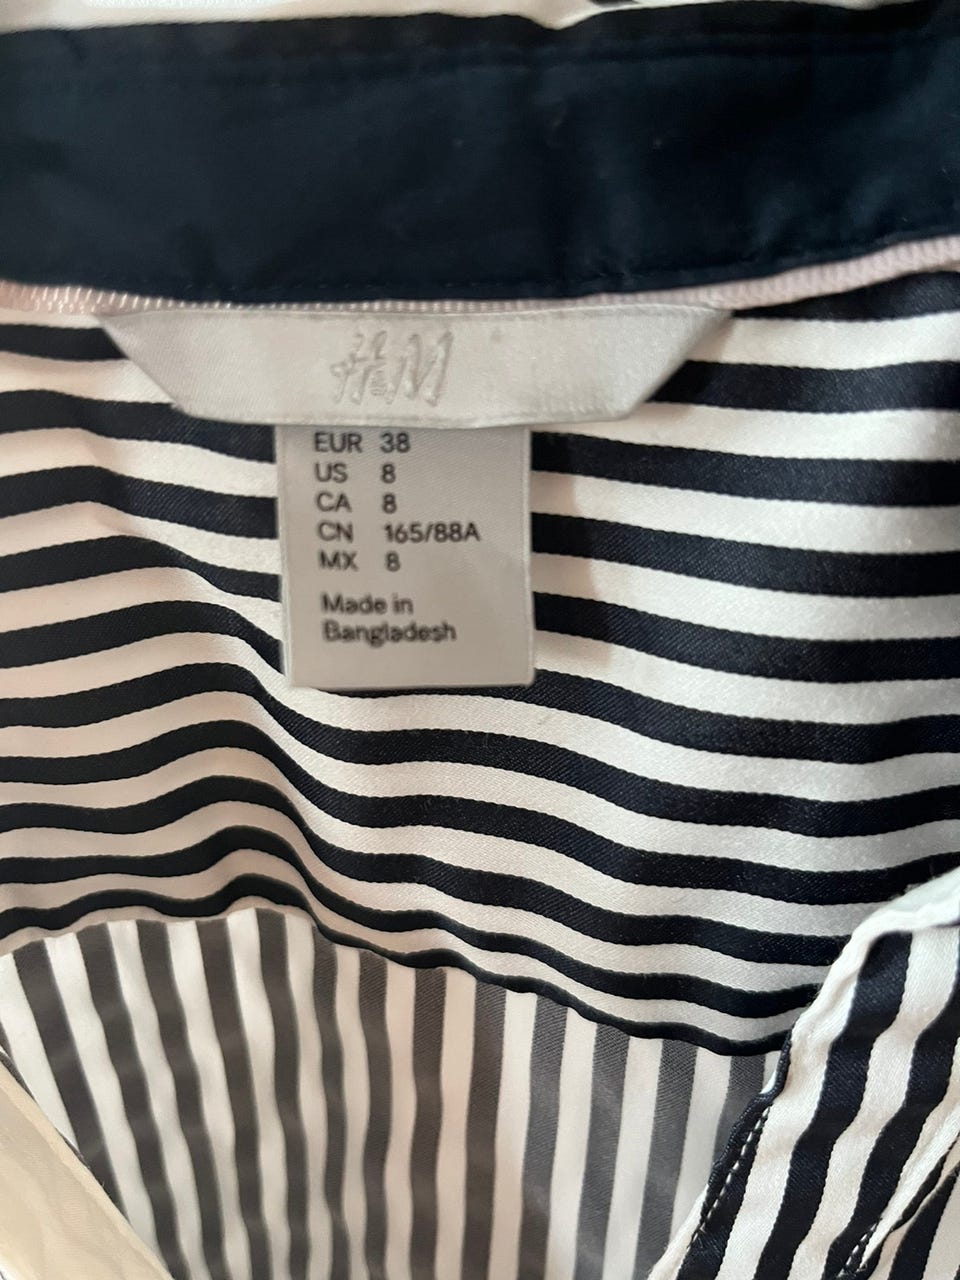 H&M
EUR 38
US 8
CA 8
CN 165/88A
MX 8
Made in
Bangladesh